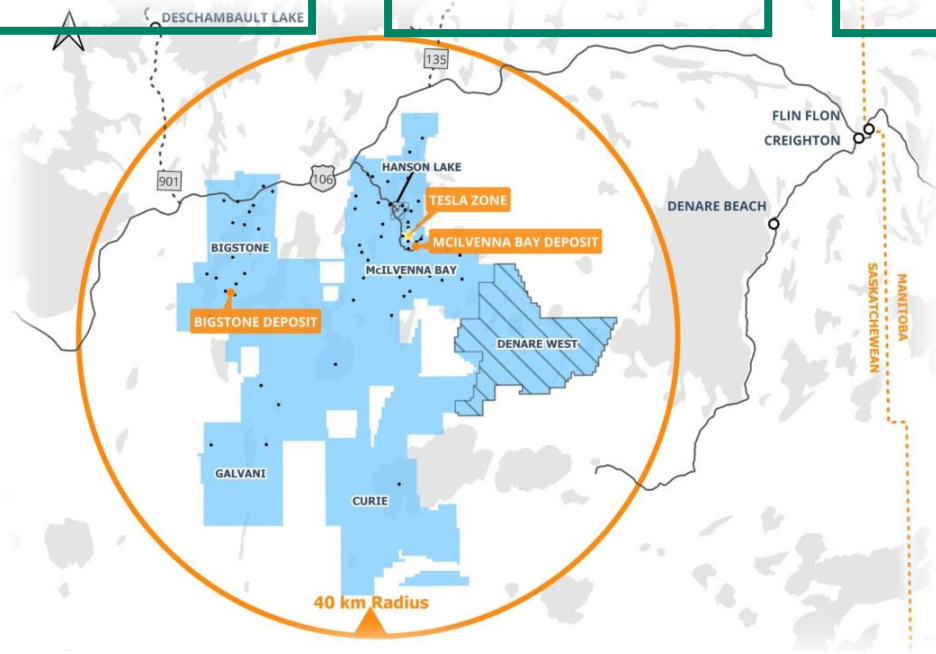 DESCHAMBAULT LAKE
135
FLIN FLON
CREIGHTON
HANSON LAKE
106
901
TESLA ZONE
DENARE BEACH
MCILVENNA BAY DEPOSIT
BIGSTONE
McILVENNA BAY
MANITOBA
SASKATCHEWEAN
BIGSTONE DEPOSIT
DENARE WEST
GALVANI
CURIE
40 km Radius